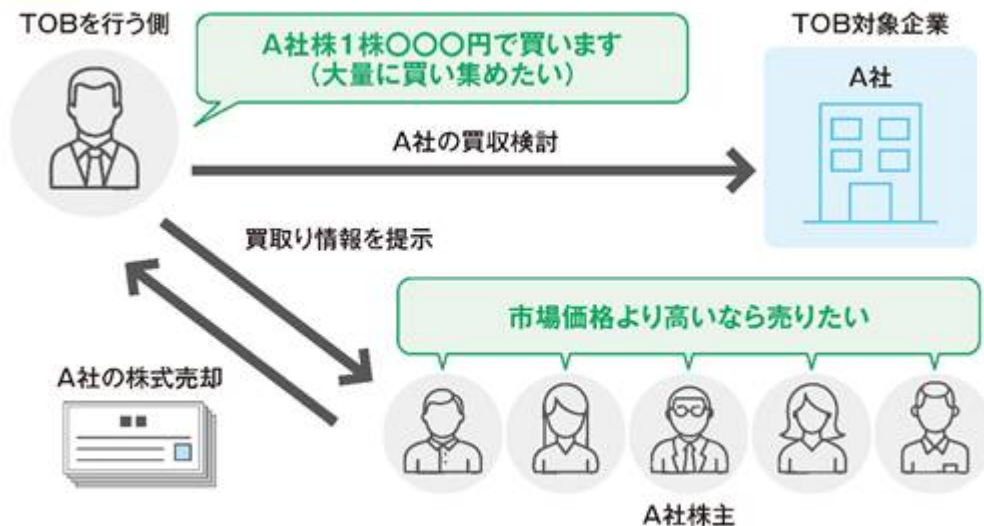 TOBを行う側
A社株1株〇〇〇円で買います
(大量に買い集めたい)
TOB対象企業
A社
A社の買収検討
買取り情報を提示
市場価格より高いなら売りたい
A社の株式売却
A社株主